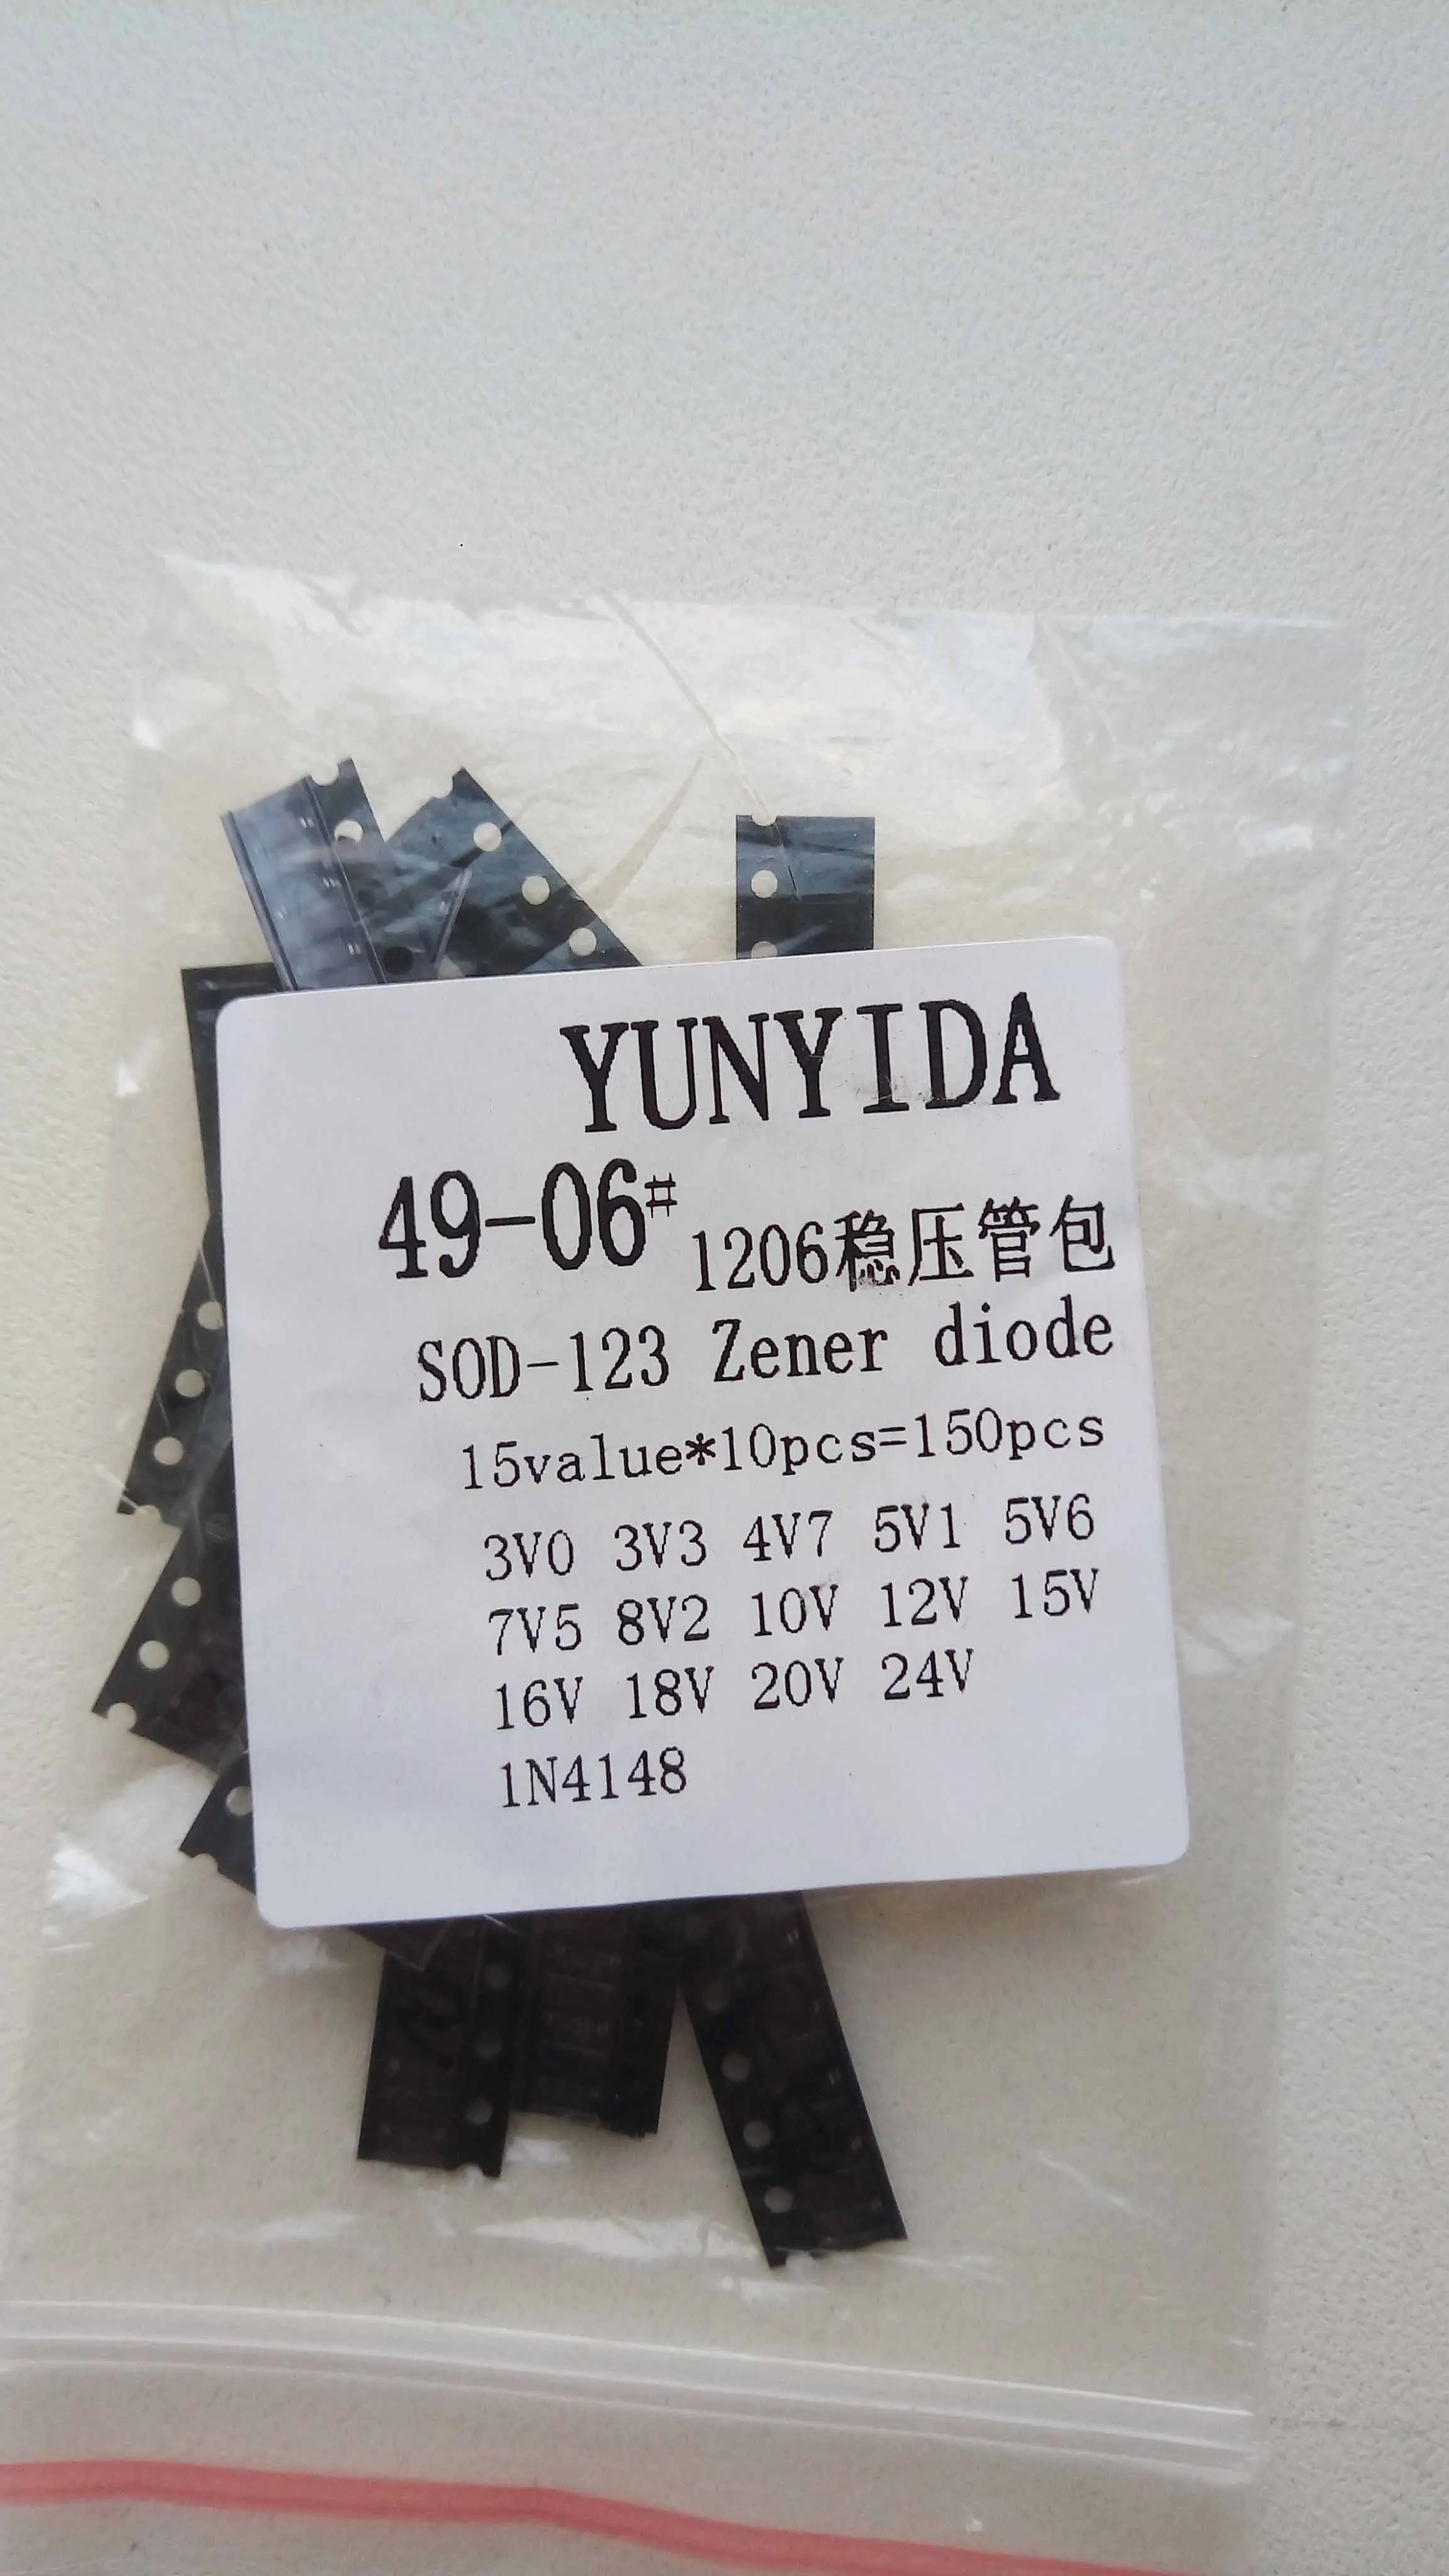 YUNYIDA
49-06# 1206稳压管包
SOD-123 Zener diode
15value*10pcs=150pcs
3V0 3V3 4V7 5V1 5V6
7V5 8V2 10V 12V 15V
16V 18V 20V 24V
1N4148